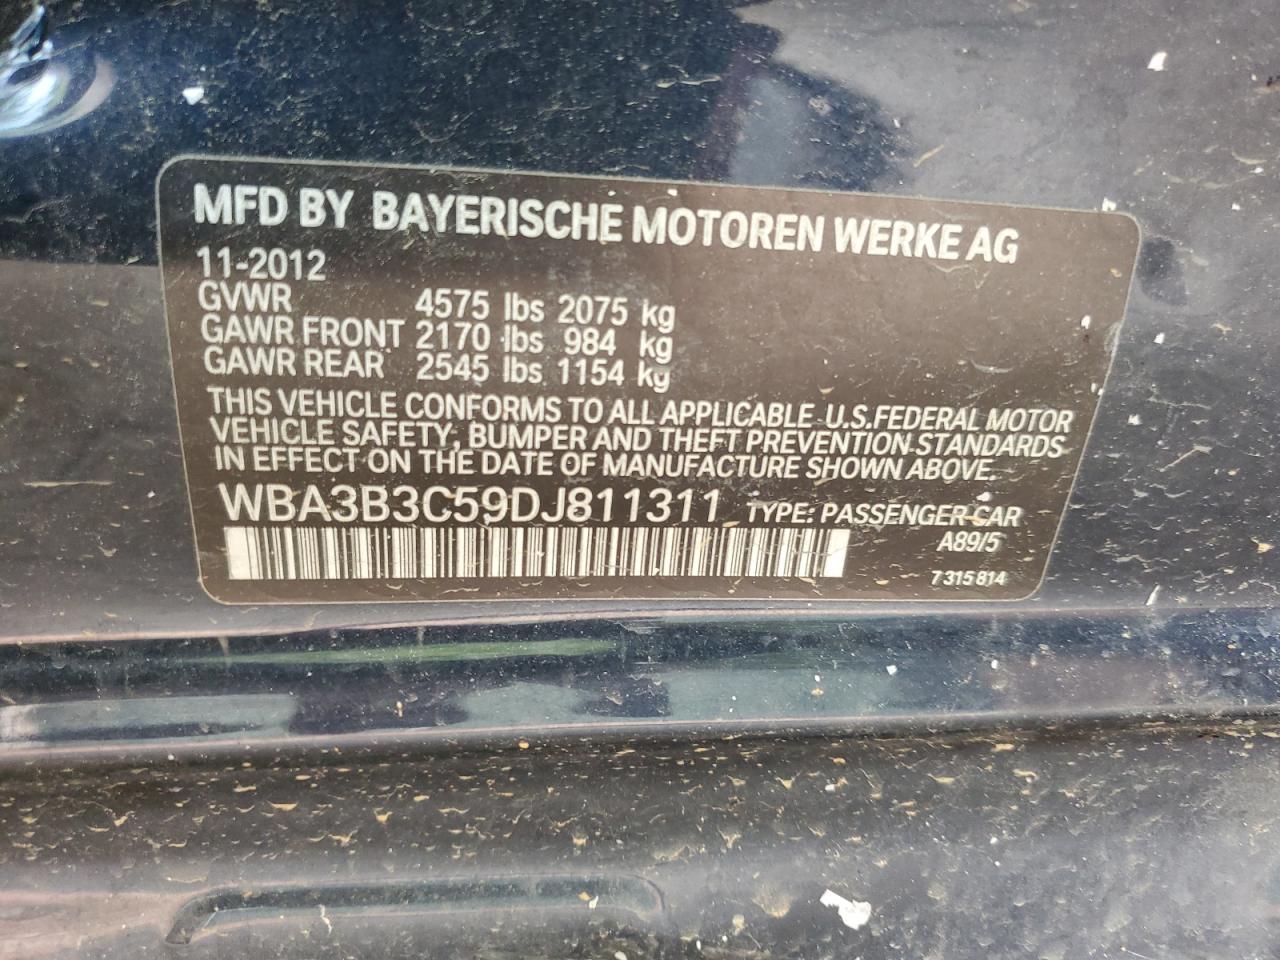 MFD BY BAYERISCHE MOTOREN WERKE AG
11-2012
GVWR 4575 lbs 2075 kg
GAWR FRONT 2170 lbs 984 kg
GAWR REAR 2545 lbs 1154 kg
THIS VEHICLE CONFORMS TO ALL APPLICABLE U.S. FEDERAL MOTOR
VEHICLE SAFETY, BUMPER AND THEFT PREVENTION STANDARDS
IN EFFECT ON THE DATE OF MANUFACTURE SHOWN ABOVE.
WBA3B3C59DJ811311 TYPE: PASSENGER CAR
A89/5
7 315 814